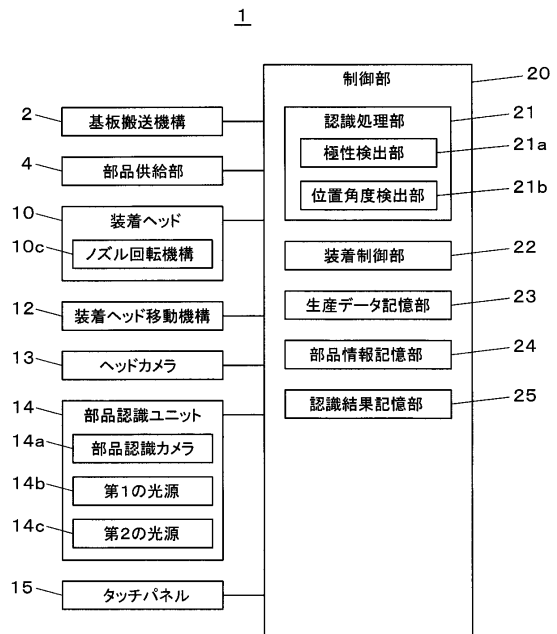 1
制御部
20
2
基板搬送機構
認識処理部
21
極性検出部
21a
4
部品供給部
位置角度検出部
21b
10
装着ヘッド
10c
ノズル回転機構
装着制御部
22
12
装着ヘッド移動機構
生産データ記憶部
23
13
ヘッドカメラ
部品情報記憶部
24
14
部品認識ユニット
認識結果記憶部
25
14a
部品認識カメラ
14b
第1の光源
14c
第2の光源
15
タッチパネル